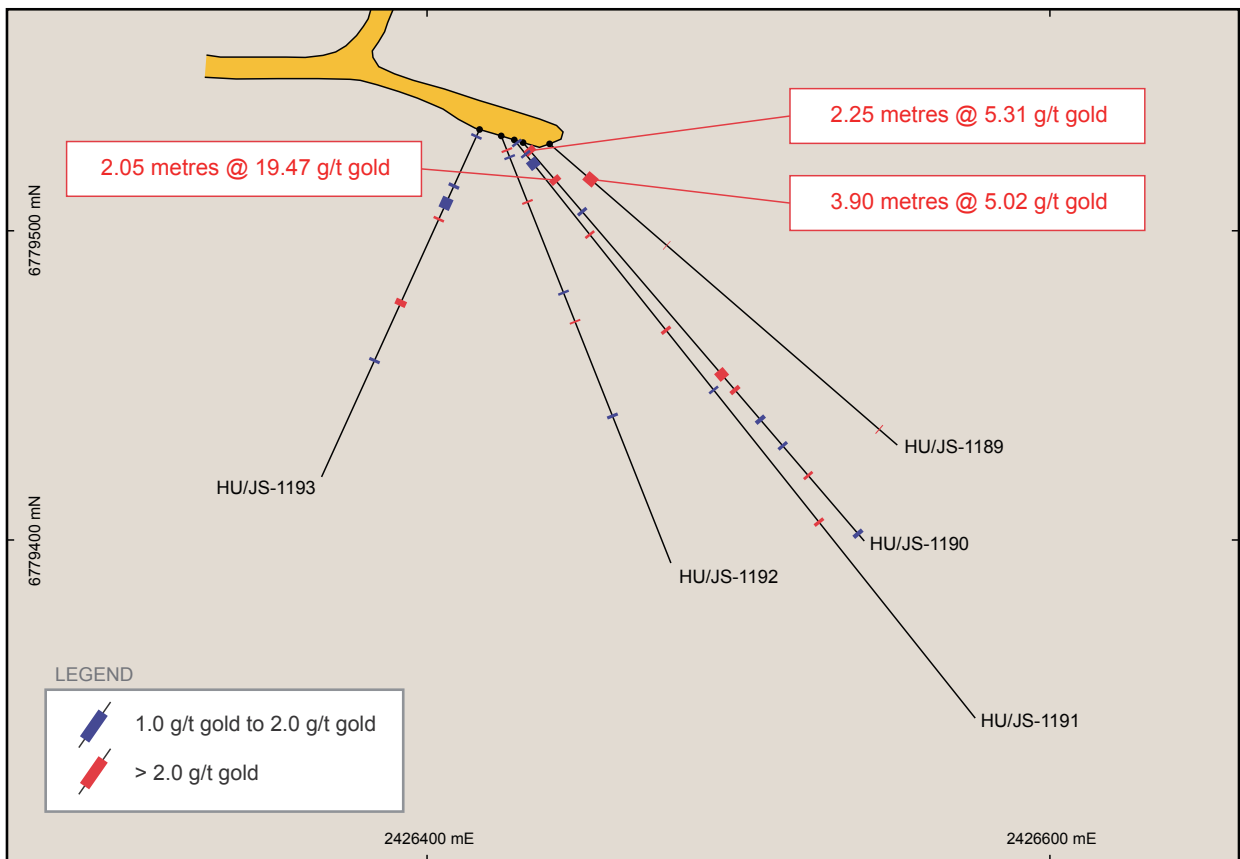 2.25 metres @ 5.31 g/t gold
2.05 metres @ 19.47 g/t gold
3.90 metres @ 5.02 g/t gold
6779500 mN
HU/JS-1189
HU/JS-1193
6779400 mN
HU/JS-1190
HU/JS-1192
LEGEND
1.0 g/t gold to 2.0 g/t gold
HU/JS-1191
> 2.0 g/t gold
2426400 mE
2426600 mE